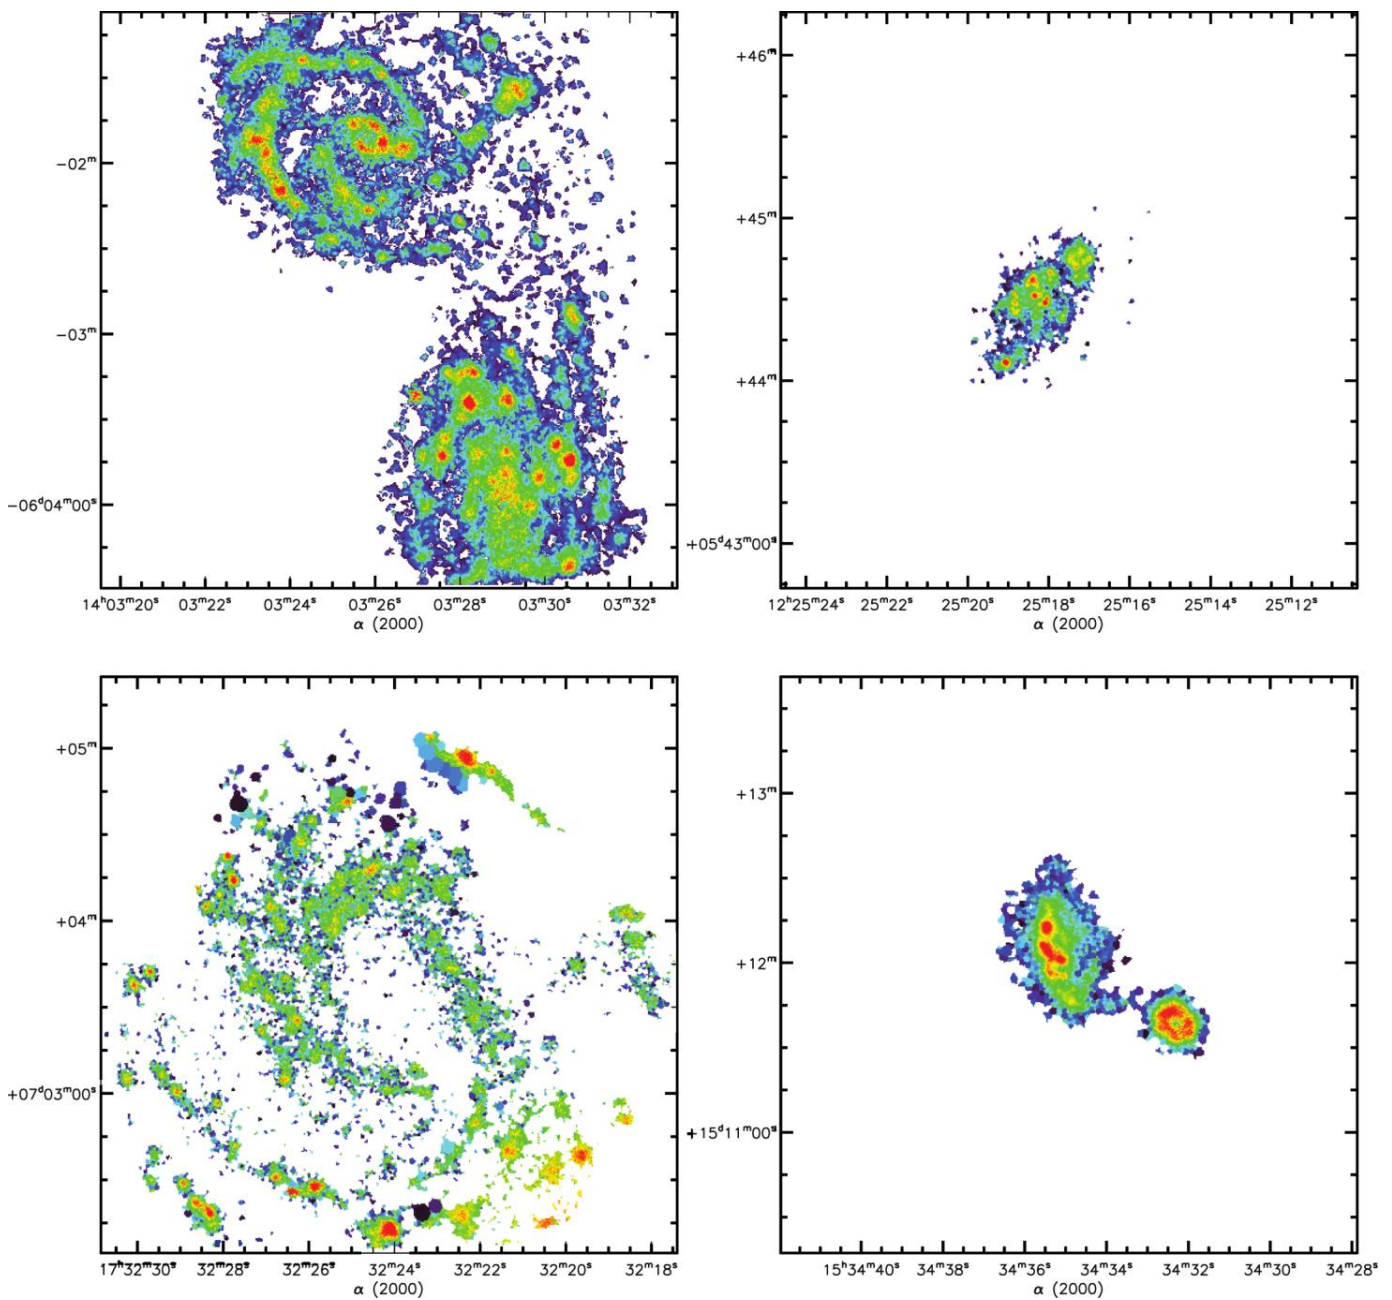 −02ᵐ
−03ᵐ
−06ᵈ04ᵐ00ˢ
14ʰ03ᵐ20ˢ 03ᵐ22ˢ 03ᵐ24ˢ 03ᵐ26ˢ 03ᵐ28ˢ 03ᵐ30ˢ 03ᵐ32ˢ
α (2000)
+46ᵐ
+45ᵐ
+44ᵐ
+05ᵈ43ᵐ00ˢ
12ʰ25ᵐ24ˢ 25ᵐ22ˢ 25ᵐ20ˢ 25ᵐ18ˢ 25ᵐ16ˢ 25ᵐ14ˢ 25ᵐ12ˢ
α (2000)
+05ᵐ
+04ᵐ
+07ᵈ03ᵐ00ˢ
17ʰ32ᵐ30ˢ 32ᵐ28ˢ 32ᵐ26ˢ 32ᵐ24ˢ 32ᵐ22ˢ 32ᵐ20ˢ 32ᵐ18ˢ
α (2000)
+13ᵐ
+12ᵐ
+15ᵈ11ᵐ00ˢ
15ʰ34ᵐ40ˢ 34ᵐ38ˢ 34ᵐ36ˢ 34ᵐ34ˢ 34ᵐ32ˢ 34ᵐ30ˢ 34ᵐ28ˢ
α (2000)